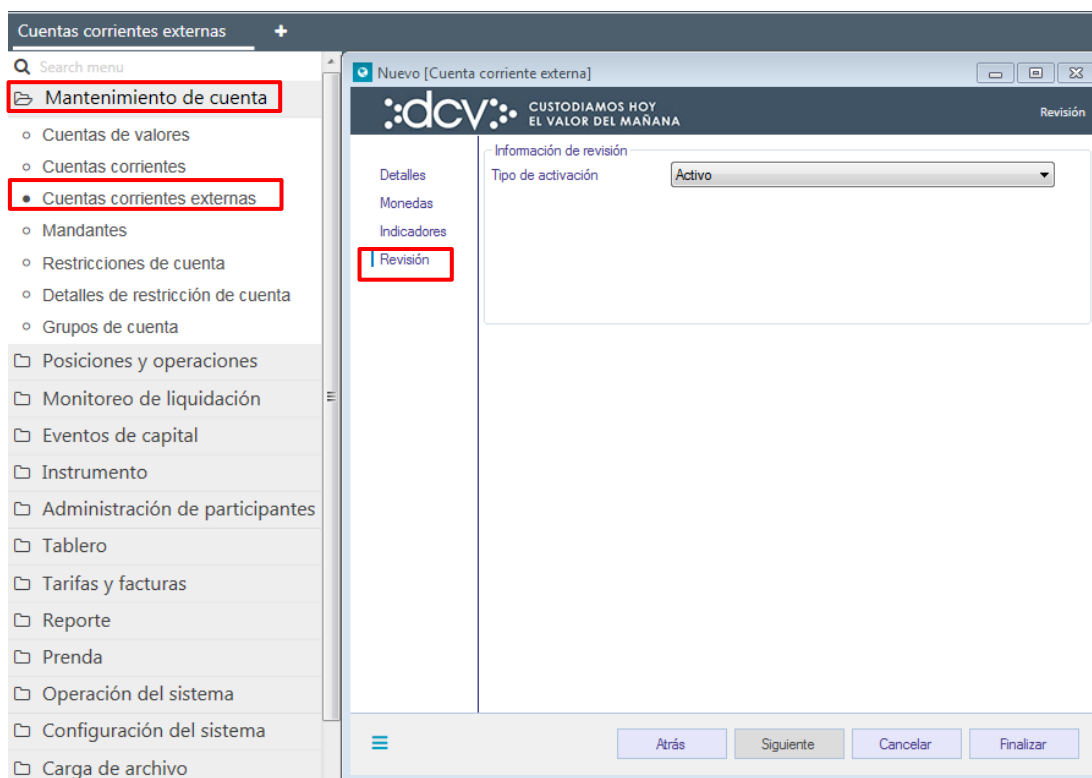 Cuentas corrientes externas +
Search menu
Mantenimiento de cuenta
Cuentas de valores
Cuentas corrientes
Cuentas corrientes externas
Mandantes
Restricciones de cuenta
Detalles de restricción de cuenta
Grupos de cuenta
Posiciones y operaciones
Monitoreo de liquidación
Eventos de capital
Instrumento
Administración de participantes
Tablero
Tarifas y facturas
Reporte
Prenda
Operación del sistema
Configuración del sistema
Carga de archivo
Nuevo [Cuenta corriente externa]
dcv
CUSTODIAMOS HOY
EL VALOR DEL MAÑANA
Revisión
Detalles
Monedas
Indicadores
Revisión
Información de revisión
Tipo de activación Activo
Atrás Siguiente Cancelar Finalizar